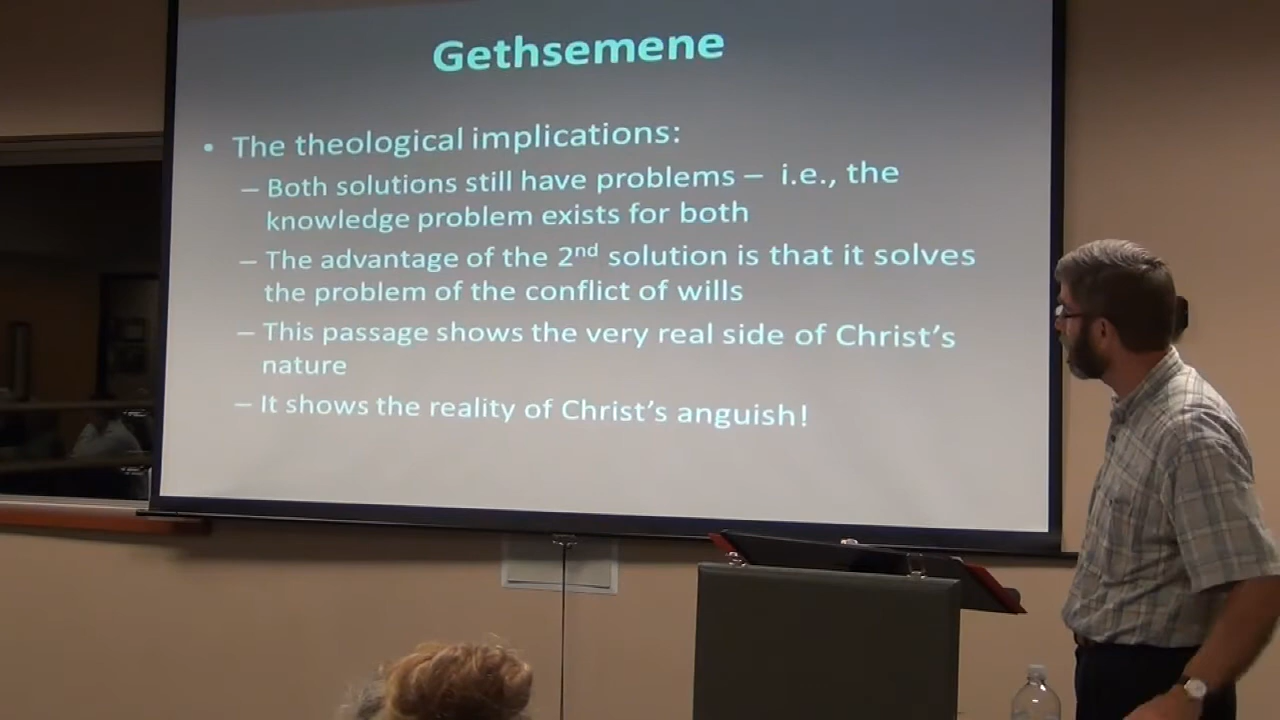 Gethsemene
• The theological implications:
– Both solutions still have problems – i.e., the
knowledge problem exists for both
– The advantage of the 2nd solution is that it solves
the problem of the conflict of wills
– This passage shows the very real side of Christ's
nature
– It shows the reality of Christ's anguish!